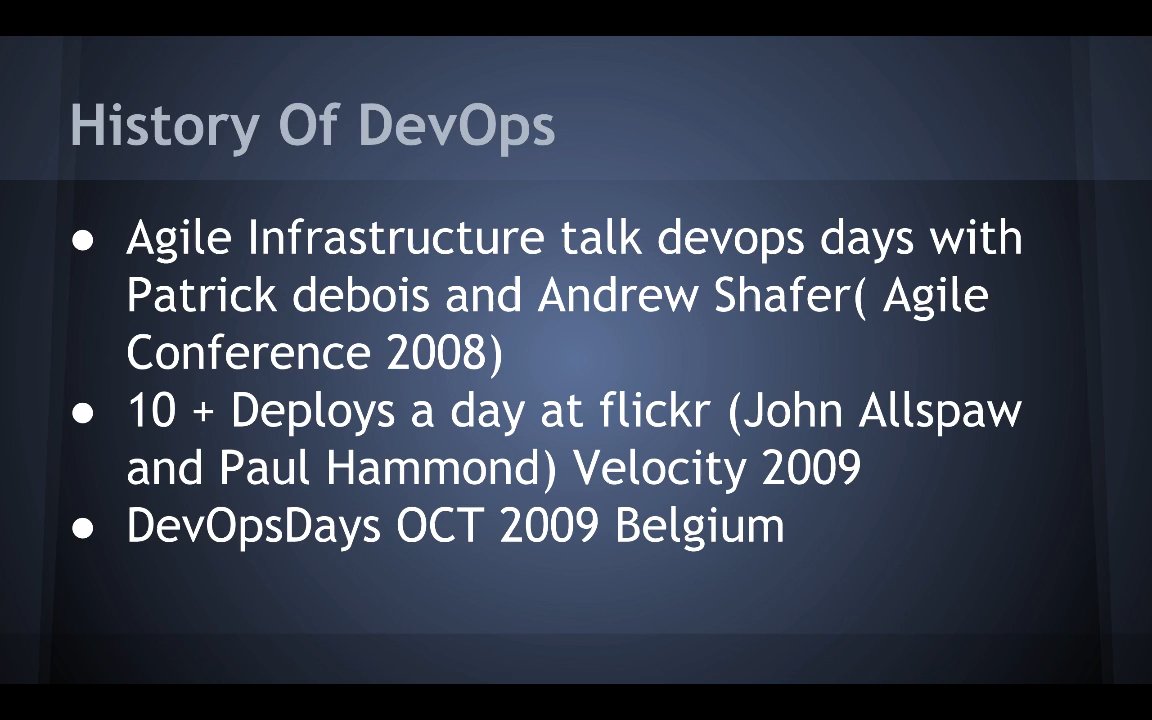 History Of DevOps
● Agile Infrastructure talk devops days with
Patrick debois and Andrew Shafer( Agile
Conference 2008)
● 10 + Deploys a day at flickr (John Allspaw
and Paul Hammond) Velocity 2009
● DevOpsDays OCT 2009 Belgium